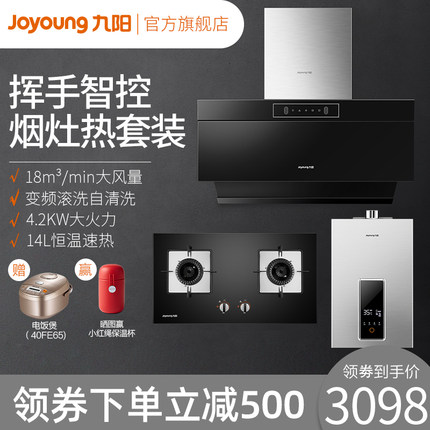 Joyoung 九阳 官方旗舰店
挥手智控
烟灶热套装
18m³/min大风量
变频滚洗自清洗
4.2KW大火力
14L恒温速热
赠
赢
电饭煲
(40FE65)
晒图赢
小红绳保温杯
领券下单立减500
领券到手价
3098